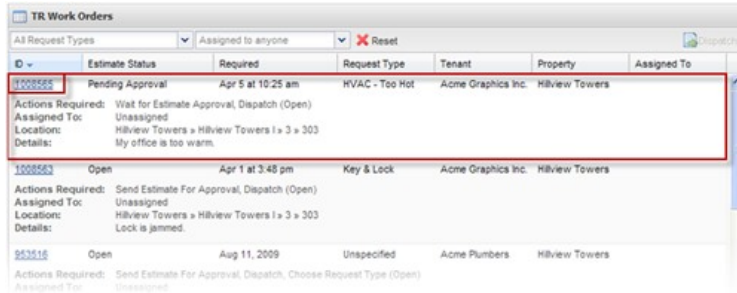 TR Work Orders
All Request Types Assigned to anyone Reset Dispatch
ID Estimate Status Required Request Type Tenant Property Assigned To
1008565 Pending Approval Apr 5 at 10:25 am HVAC - Too Hot Acme Graphics Inc. Hillview Towers
Actions Required: Wait for Estimate Approval, Dispatch (Open)
Assigned To: Unassigned
Location: Hillview Towers » Hillview Towers I » 3 » 303
Details: My office is too warm.
1008563 Open Apr 1 at 3:48 pm Key & Lock Acme Graphics Inc. Hillview Towers
Actions Required: Send Estimate For Approval, Dispatch (Open)
Assigned To: Unassigned
Location: Hillview Towers » Hillview Towers I » 3 » 303
Details: Lock is jammed.
953516 Open Aug 11, 2009 Unspecified Acme Plumbers Hillview Towers
Actions Required: Send Estimate For Approval, Dispatch, Choose Request Type (Open)
Assigned To: Unassigned